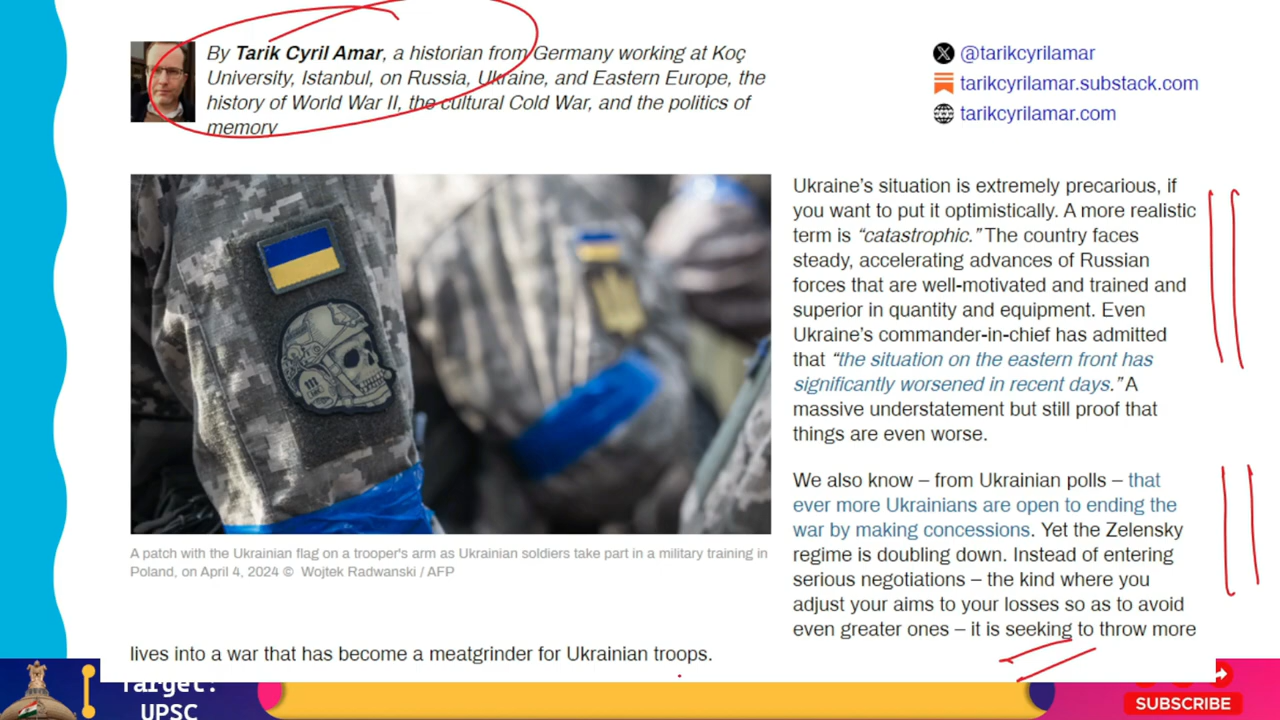 By Tarik Cyril Amar, a historian from Germany working at Koç
University, Istanbul, on Russia, Ukraine, and Eastern Europe, the
history of World War II, the cultural Cold War, and the politics of
memory
@tarikcyrilamar
tarikcyrilamar.substack.com
tarikcyrilamar.com
A patch with the Ukrainian flag on a trooper's arm as Ukrainian soldiers take part in a military training in
Poland, on April 4, 2024 © Wojtek Radwanski / AFP
Ukraine’s situation is extremely precarious, if
you want to put it optimistically. A more realistic
term is “catastrophic.” The country faces
steady, accelerating advances of Russian
forces that are well-motivated and trained and
superior in quantity and equipment. Even
Ukraine’s commander-in-chief has admitted
that “the situation on the eastern front has
significantly worsened in recent days.” A
massive understatement but still proof that
things are even worse.
We also know – from Ukrainian polls – that
ever more Ukrainians are open to ending the
war by making concessions. Yet the Zelensky
regime is doubling down. Instead of entering
serious negotiations – the kind where you
adjust your aims to your losses so as to avoid
even greater ones – it is seeking to throw more
lives into a war that has become a meatgrinder for Ukrainian troops.
Target:
UPSC
SUBSCRIBE